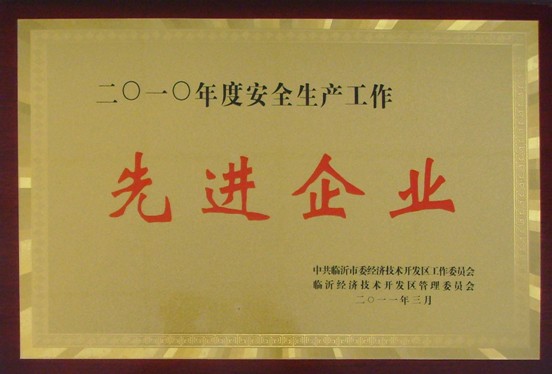 二〇一〇年度安全生产工作
先进企业
中共临沂市委经济技术开发区工作委员会
临沂经济技术开发区管理委员会
二〇一一年三月